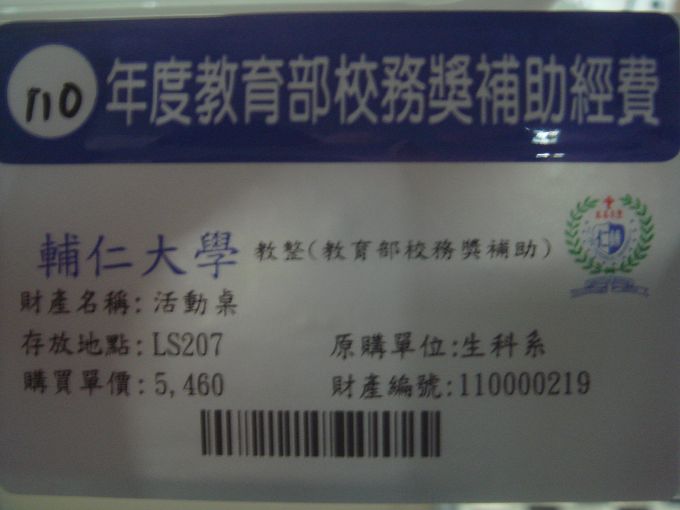 110 年度教育部校務獎補助經費
輔仁大學 教整(教育部校務獎補助)
財產名稱:活動桌
存放地點:LS207 原購單位:生科系
購買單價:5,460 財產編號:110000219